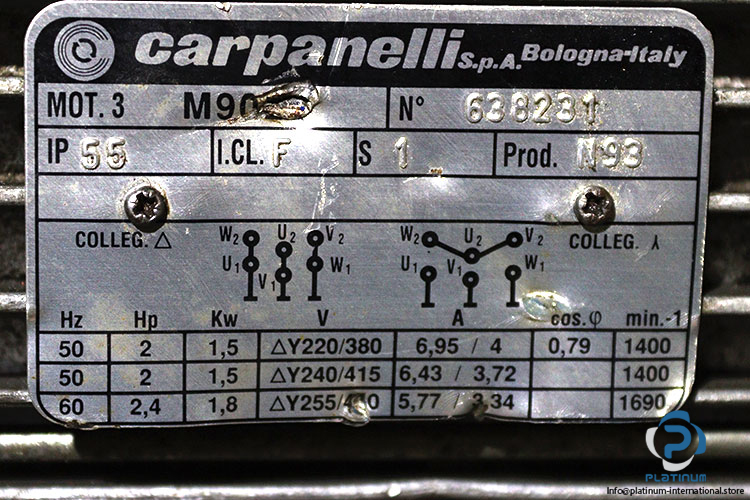 carpanelli S.p.A. Bologna-Italy
MOT. 3 N° 638231
IP 55 I.CL. F S 1 Prod. N93
COLLEG. △ W2 U2 V2 W2 U2 V2 COLLEG. Y
U1 V1 W1 U1 V1 W1
Hz Hp Kw V A cos.φ min.-1
50 2 1,5 △Y220/380 6,95 / 4 0,79 1400
50 2 1,5 △Y240/415 6,43 / 3,72 1400
60 2,4 1,8 5,77 / 3,34 1690
PLATINUM
Info@platinum-international.store